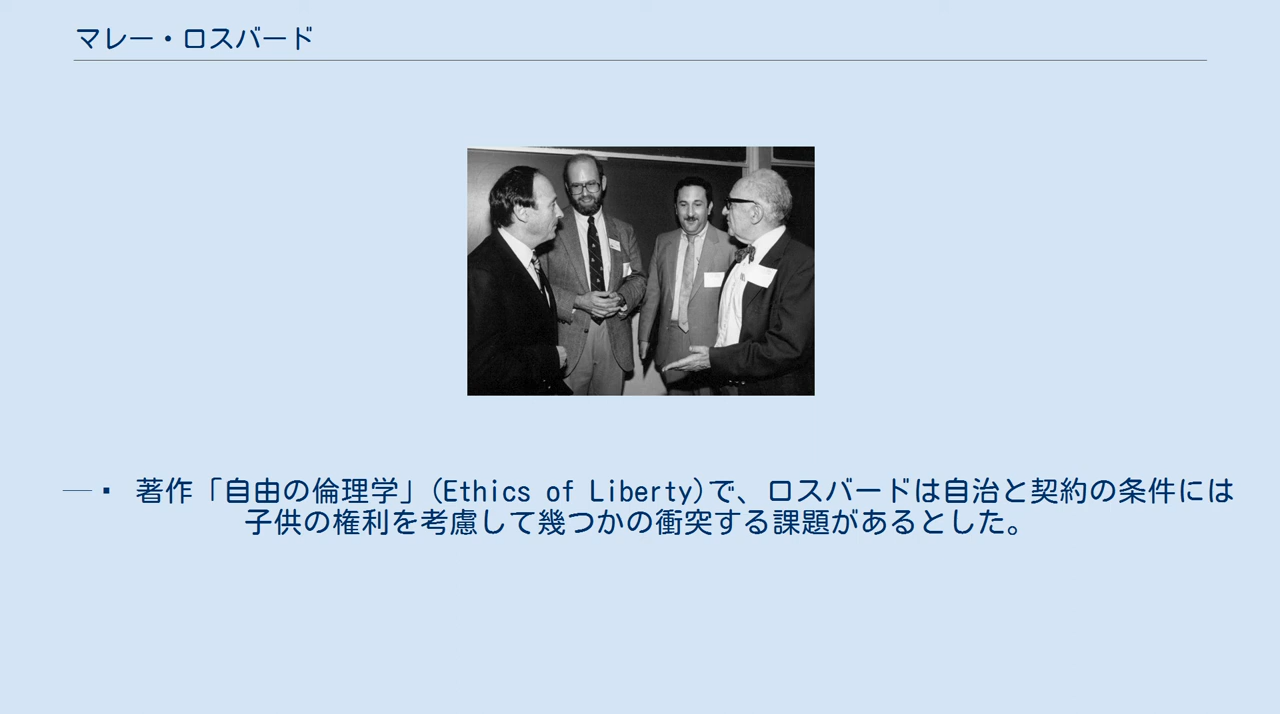 マレー・ロスバード
▪ 著作「自由の倫理学」(Ethics of Liberty)で、ロスバードは自治と契約の条件には
子供の権利を考慮して幾つかの衝突する課題があるとした。